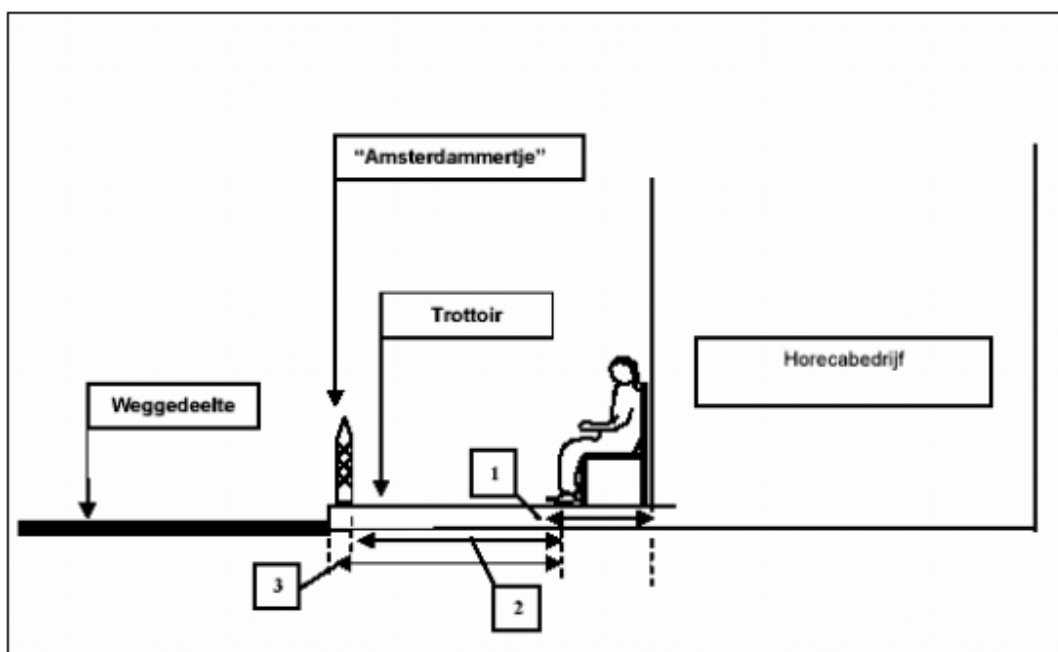 “Amsterdammertje”
Trottoir
Horecabedrijf
Weggedeelte
1
3
2